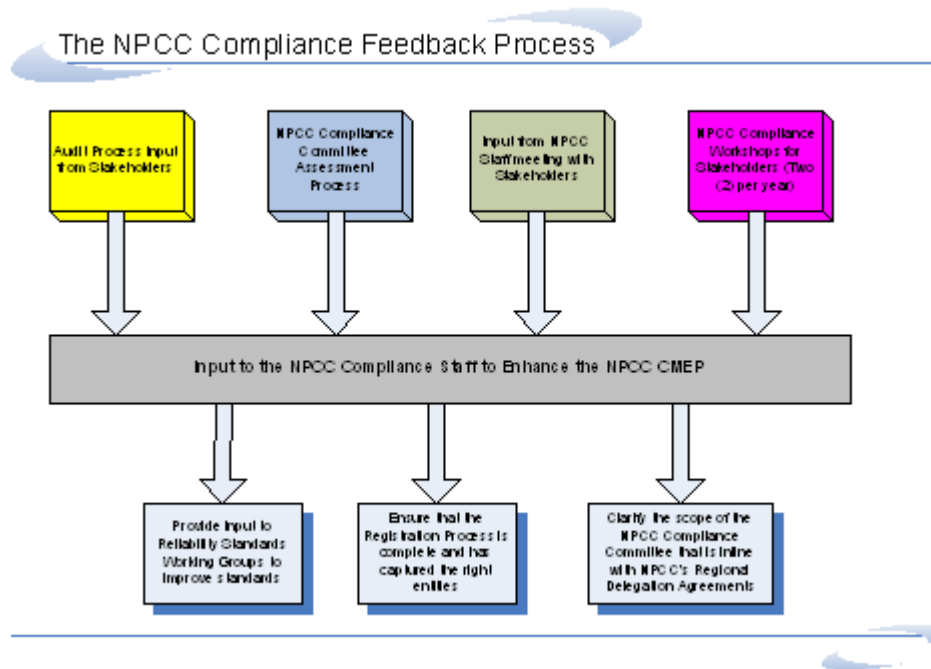 The NPCC Compliance Feedback Process
Audit Process Input
from Stakeholders
NPCC Compliance
Committee
Assessment
Process
Input from NPCC
Staff meeting with
Stakeholders
NPCC Compliance
Workshops for
Stakeholders (Two
(2) per year)
Input to the NPCC Compliance Staff to Enhance the NPCC CMEP
Provide Input to
Reliability Standards
Working Groups to
improve standards
Ensure that the
Registration Process is
complete and has
captured the right
entities
Clarify the scope of the
NPCC Compliance
Committee that is inline
with NPCC's Regional
Delegation Agreements